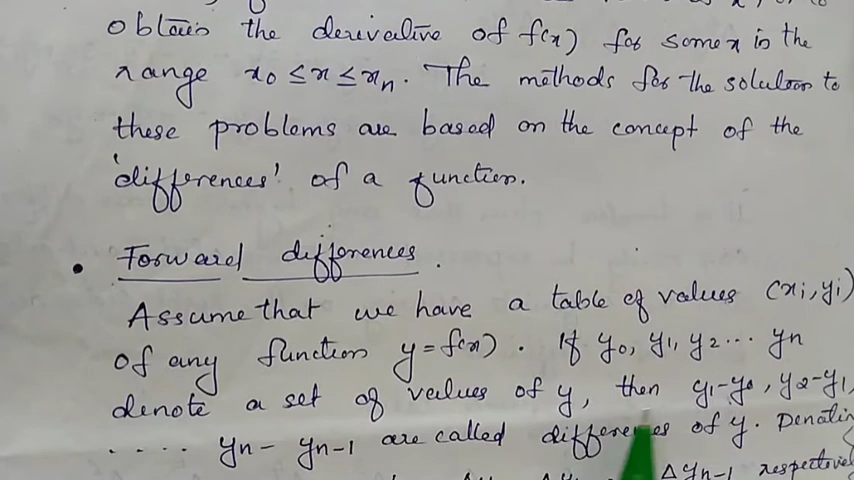 obtain the derivative of f(x) for some x in the
range x₀ ≤ x ≤ xₙ. The methods for the solution to
these problems are based on the concept of the
'differences' of a function.
• Forward differences.
Assume that we have a table of values (xᵢ, yᵢ)
of any function y = f(x). If y₀, y₁, y₂ ... yₙ
denote a set of values of y, then y₁-y₀, y₂-y₁,
.... yₙ - yₙ₋₁ are called differences of y. Denotin
Δyₙ₋₁ respectivel